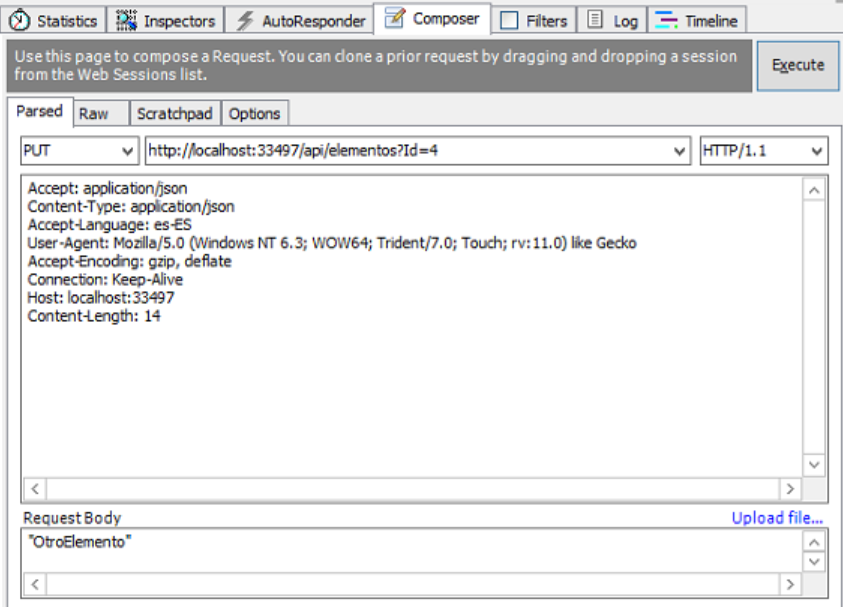 Statistics Inspectors AutoResponder Composer Filters Log Timeline
Use this page to compose a Request. You can clone a prior request by dragging and dropping a session
from the Web Sessions list.
Execute
Parsed Raw Scratchpad Options
PUT http://localhost:33497/api/elementos?Id=4 HTTP/1.1
Accept: application/json
Content-Type: application/json
Accept-Language: es-ES
User-Agent: Mozilla/5.0 (Windows NT 6.3; WOW64; Trident/7.0; Touch; rv:11.0) like Gecko
Accept-Encoding: gzip, deflate
Connection: Keep-Alive
Host: localhost:33497
Content-Length: 14
Request Body Upload file...
"OtroElemento"